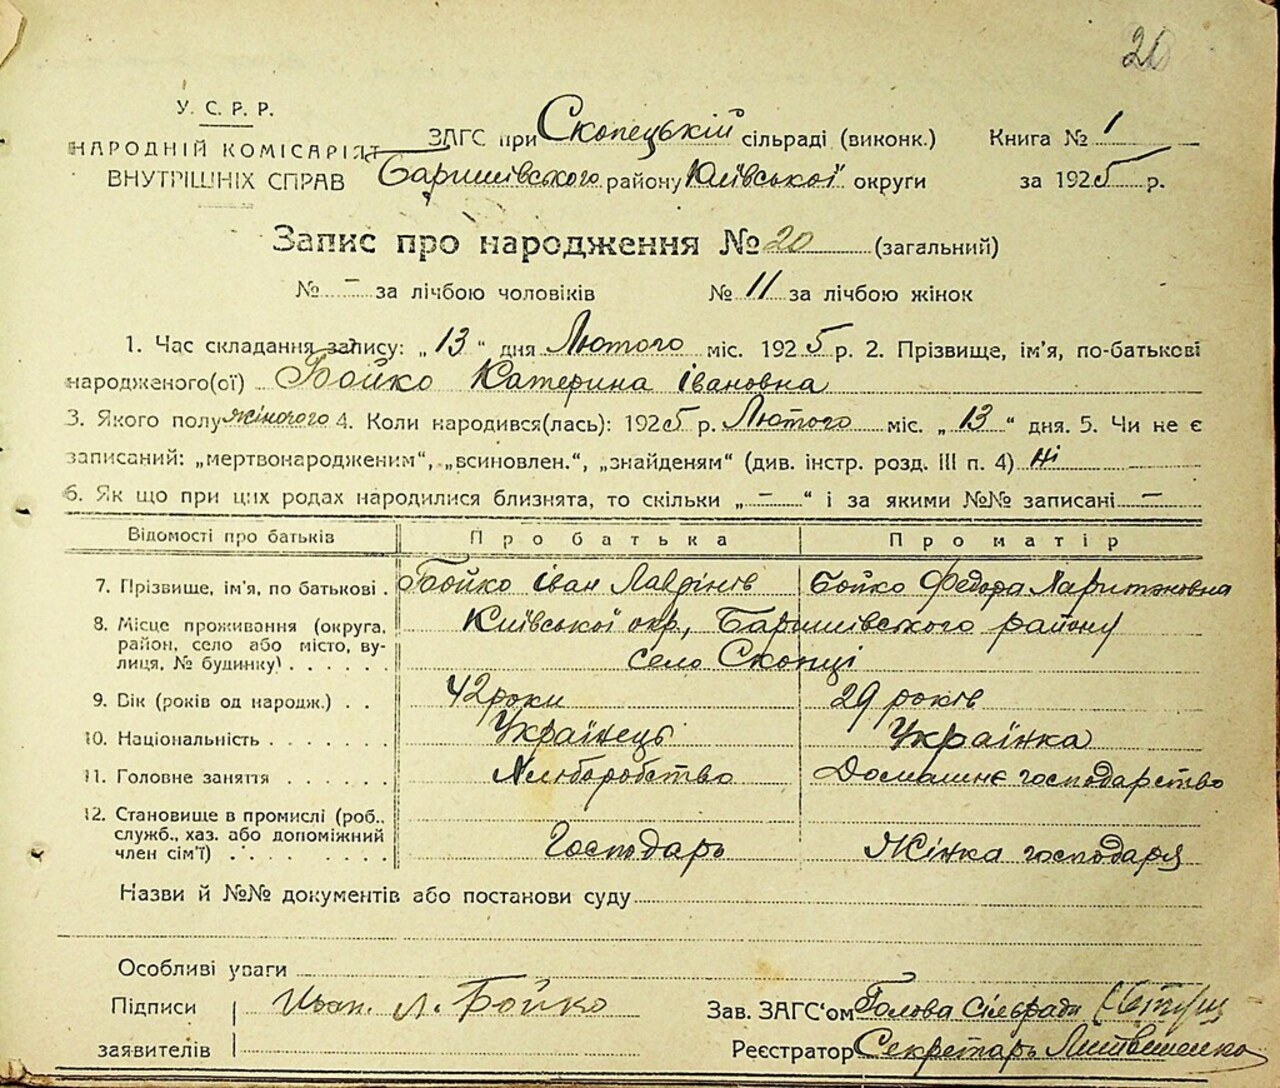 20
У. С. Р. Р.
НАРОДНІЙ КОМІСАРІЯТ
ВНУТРІШНІХ СПРАВ
ЗАГС при Скопецькій сільраді (виконк.)
Баришівського району Київської округи
Книга № 1
за 1925 р.
Запис про народження № 20 (загальний)
№ – за лічбою чоловіків № 11 за лічбою жінок
1. Час складання запису: „13“ дня Лютого міс. 1925 р. 2. Прізвище, ім'я, по-батькові
народженого(ої) Бойко Катерина Івановна
3. Якого полу жіночого 4. Коли народився(лась): 1925 р. Лютого міс. „13“ дня. 5. Чи не є
записаний: „мертвонародженим“, „всиновлен.“, „знайденям“ (див. інстр. розд. III п. 4) Ні
6. Як що при цих родах народилися близнята, то скільки „–“ і за якими №№ записані –
Відомості про батьків Про батька Про матір
7. Прізвище, ім'я, по батькові . Бойко Іван Лаврінів Бойко Федора Харитоновна
8. Місце проживання (округа, район, село або місто, вулиця, № будинку) . . . . . . Київської окр., Баришівського району
село Скопці
9. Вік (років од народж.) . . 42 роки 29 років
10. Національність . . . . . . . Українець Українка
11. Головне заняття . . . . . . Хліборобство Домашнє господарство
12. Становище в промислі (роб.. служб., хаз. або допоміжний член сім'ї) . . . . . . . . . Господарь Жінка господаря
Назви й №№ документів або постанови суду
Особливі уваги
Підписи Иван. Л. Бойко
заявителів
Зав. ЗАГС'ом Голова Сільради
Реєстратор Секретарь Литвиненко